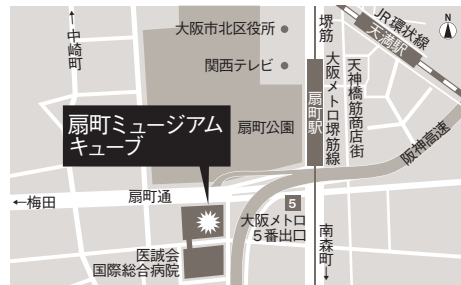 ↑
中崎町
大阪市北区役所
関西テレビ
堺筋
JR環状線
天満駅
N
扇町ミュージアム
キューブ
扇町公園
扇町駅
大阪メトロ堺筋線
天神橋筋商店街
阪神高速
←梅田
扇町通
5
大阪メトロ
5番出口
南森町
↓
医誠会
国際総合病院